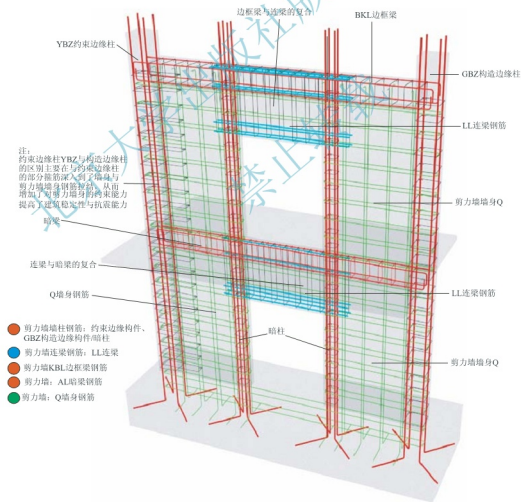 边框梁与连梁的复合
BKL边框梁
YBZ约束边缘柱
GBZ构造边缘柱
LL连梁钢筋
注:
约束边缘柱YBZ与构造边缘柱
的区别主要在与约束边缘柱
的部分箍筋深入到了墙身与
剪力墙墙身钢筋拉结,从而
增加了对剪力墙身的约束能力
提高了建筑稳定性与抗震能力
剪力墙墙身Q
暗梁
连梁与暗梁的复合
LL连梁钢筋
Q墙身钢筋
暗柱
剪力墙墙身Q
剪力墙墙柱钢筋:约束边缘构件、
GBZ构造边缘构件/暗柱
剪力墙连梁钢筋:LL连梁
剪力墙KBL边框梁钢筋
剪力墙:AL暗梁钢筋
剪力墙:Q墙身钢筋
禁止转载